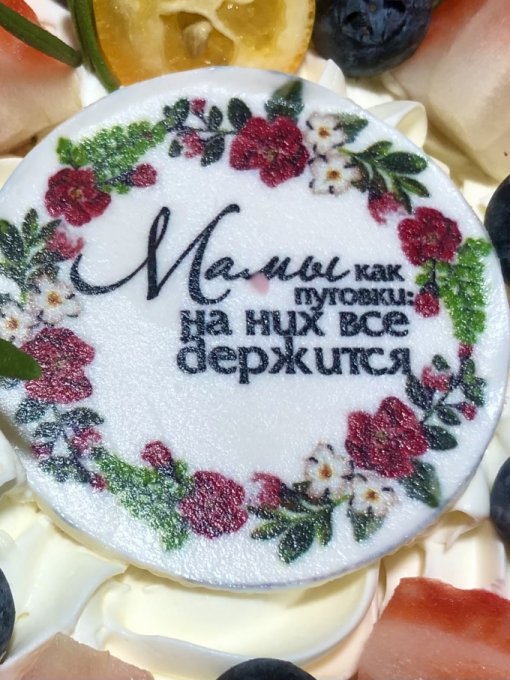 Мамы как
пуговки:
на них все
держится